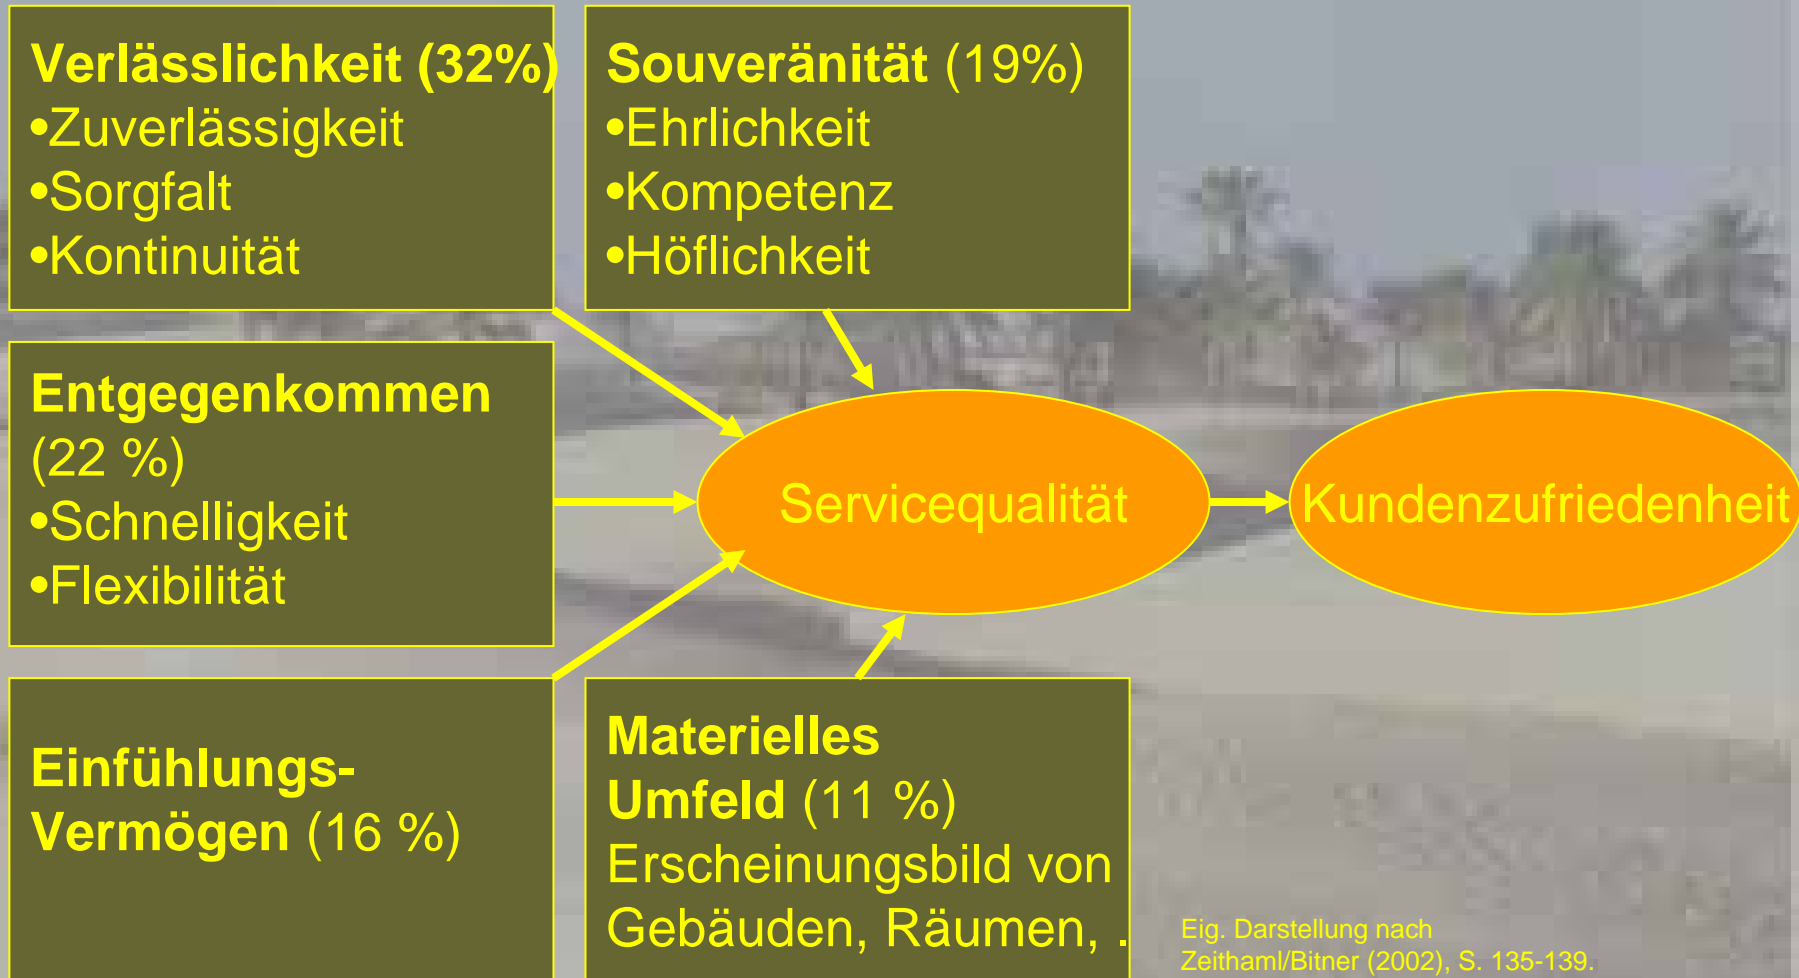 Verlässlichkeit (32%)
•Zuverlässigkeit
•Sorgfalt
•Kontinuität
Souveränität (19%)
•Ehrlichkeit
•Kompetenz
•Höflichkeit
Entgegenkommen
(22 %)
•Schnelligkeit
•Flexibilität
Servicequalität
Kundenzufriedenheit
Einfühlungs-
Vermögen (16 %)
Materielles
Umfeld (11 %)
Erscheinungsbild von
Gebäuden, Räumen, .
Eig. Darstellung nach
Zeithaml/Bitner (2002), S. 135-139.